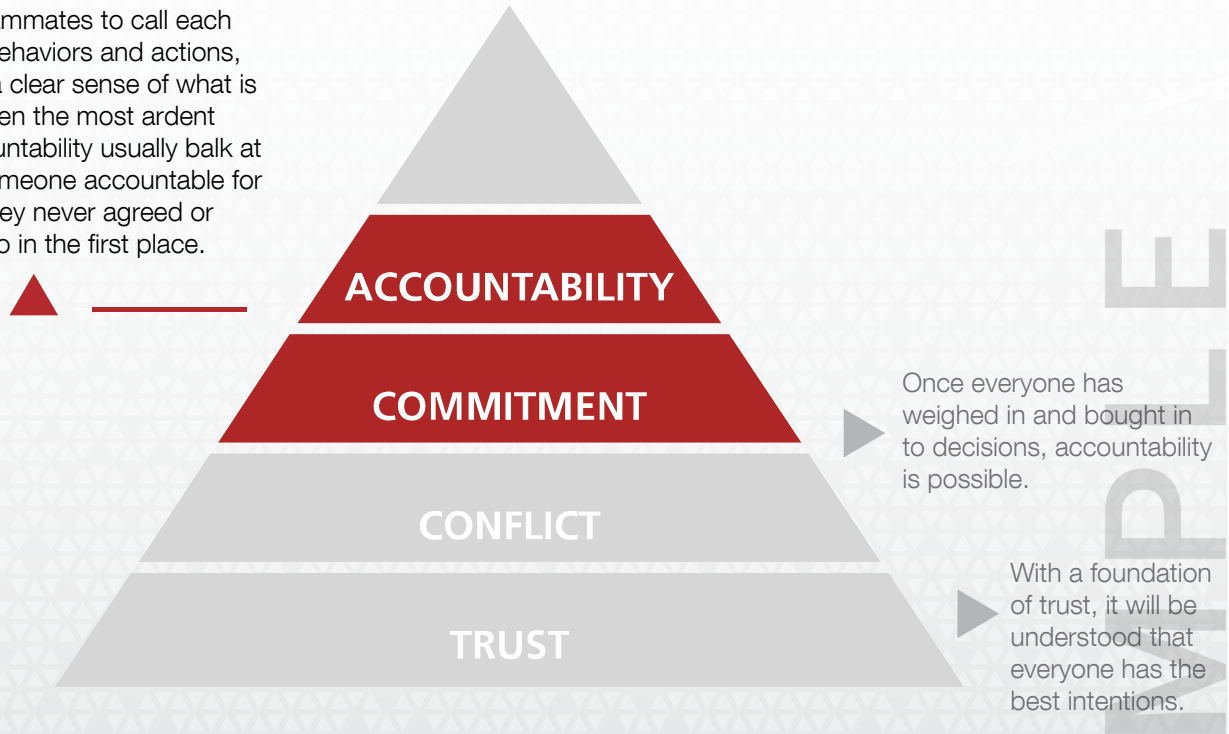 ammates to call each
ehaviors and actions,
a clear sense of what is
en the most ardent
untability usually balk at
meone accountable for
ey never agreed or
o in the first place.
ACCOUNTABILITY
COMMITMENT
Once everyone has
weighed in and bought in
to decisions, accountability
is possible.
CONFLICT
With a foundation
of trust, it will be
understood that
everyone has the
best intentions.
TRUST
MPLE